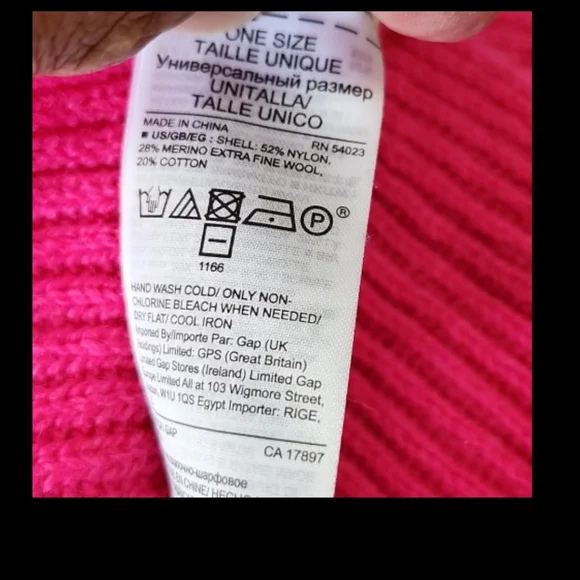 ONE SIZE
TAILLE UNIQUE
Универсальный размер
UNITALLA/
TALLE UNICO
MADE IN CHINA
RN 54023
■ US/GB/EG : SHELL: 52% NYLON,
28% MERINO EXTRA FINE WOOL,
20% COTTON
P ®
1166
HAND WASH COLD/ ONLY NON-
CHLORINE BLEACH WHEN NEEDED/
DRY FLAT/ COOL IRON
Imported By/Importe Par: Gap (UK
Limited: GPS (Great Britain)
Gap Stores (Ireland) Limited Gap
Limited All at 103 Wigmore Street,
W1U 1QS Egypt Importer: RIGE,
GAP
CA 17897